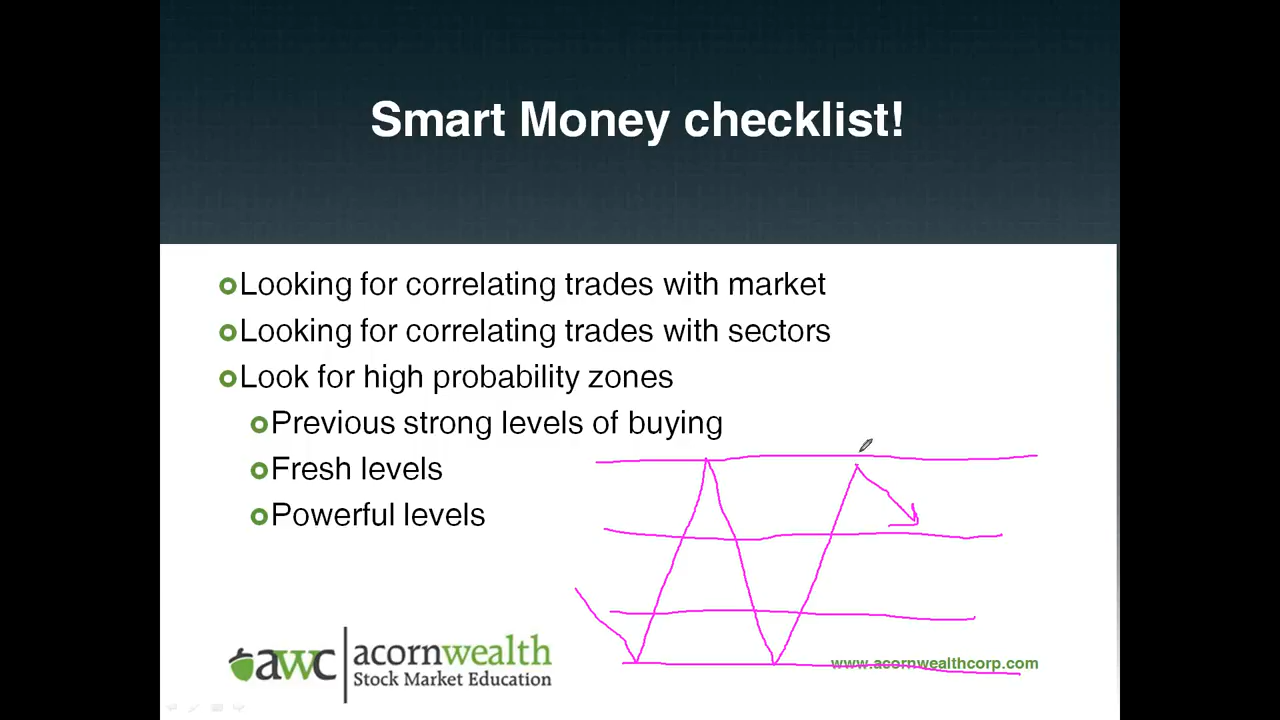 Smart Money checklist!
Looking for correlating trades with market
Looking for correlating trades with sectors
Look for high probability zones
Previous strong levels of buying
Fresh levels
Powerful levels
awc acornwealth
Stock Market Education
www.acornwealthcorp.com